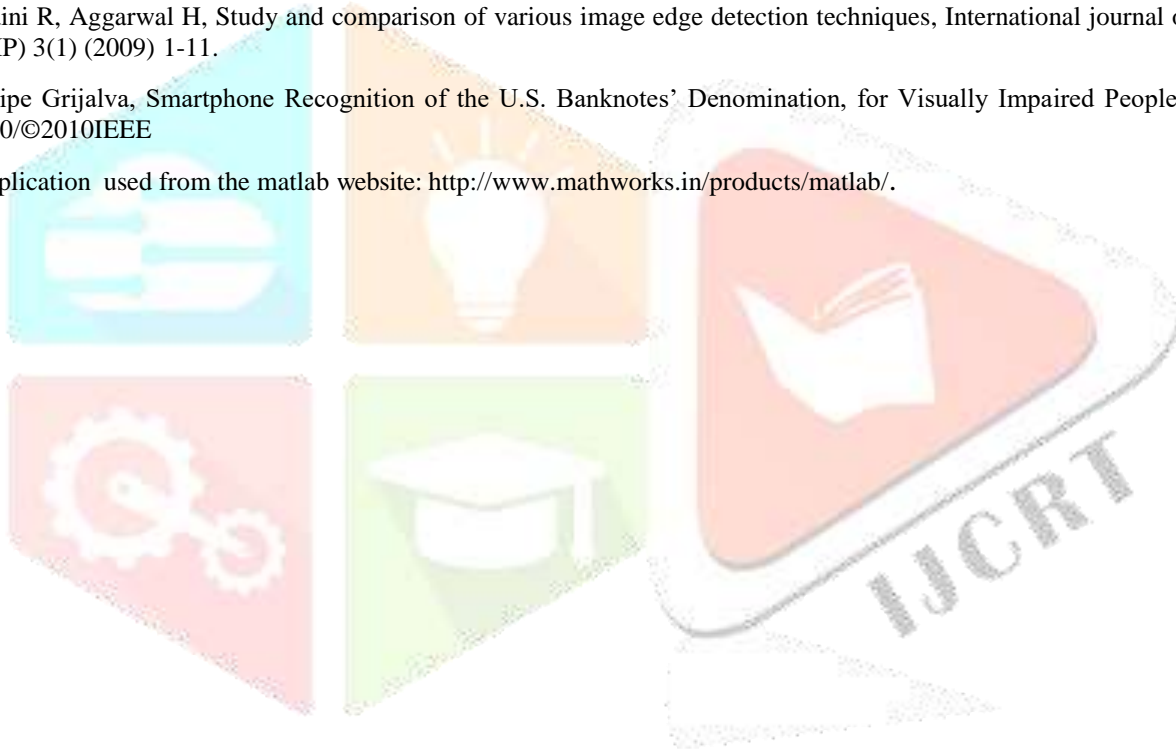 ini R, Aggarwal H, Study and comparison of various image edge detection techniques, International journal
P) 3(1) (2009) 1-11.
ipe Grijalva, Smartphone Recognition of the U.S. Banknotes’ Denomination, for Visually Impaired People
0/©2010IEEE
plication used from the matlab website: http://www.mathworks.in/products/matlab/.
IJCRT